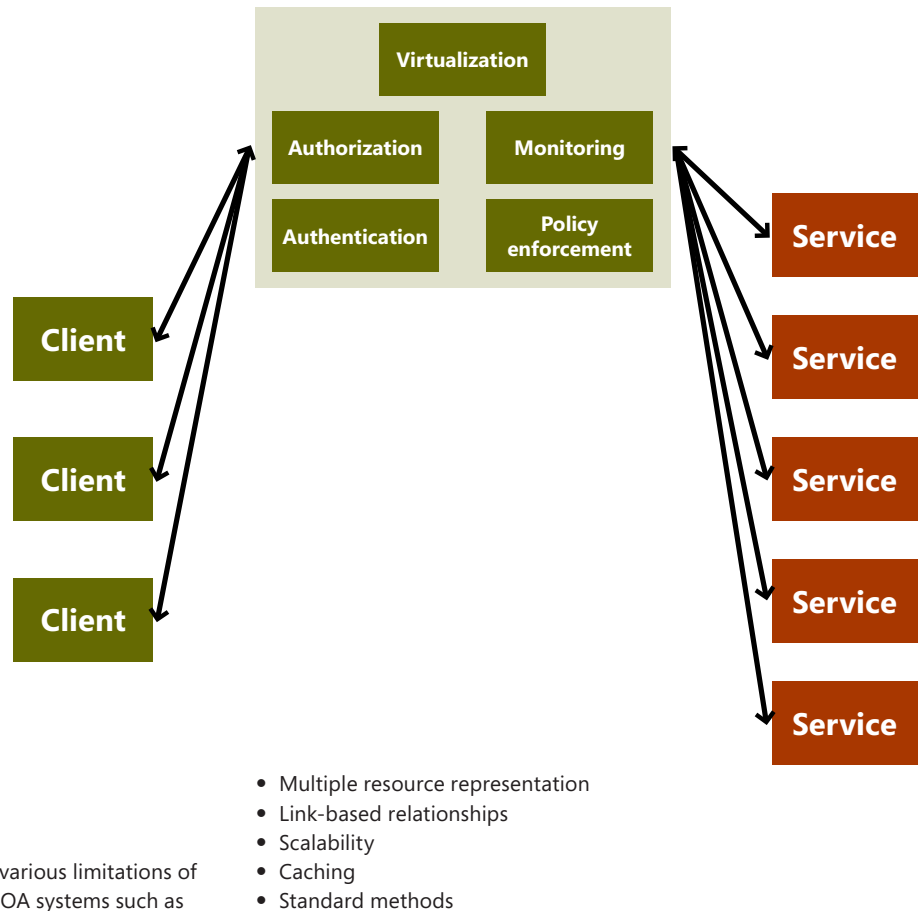 Virtualization
Authorization
Monitoring
Authentication
Policy
enforcement
Service
Client
Service
Client
Service
Client
Service
Service
various limitations of
OA systems such as
• Multiple resource representation
• Link-based relationships
• Scalability
• Caching
• Standard methods